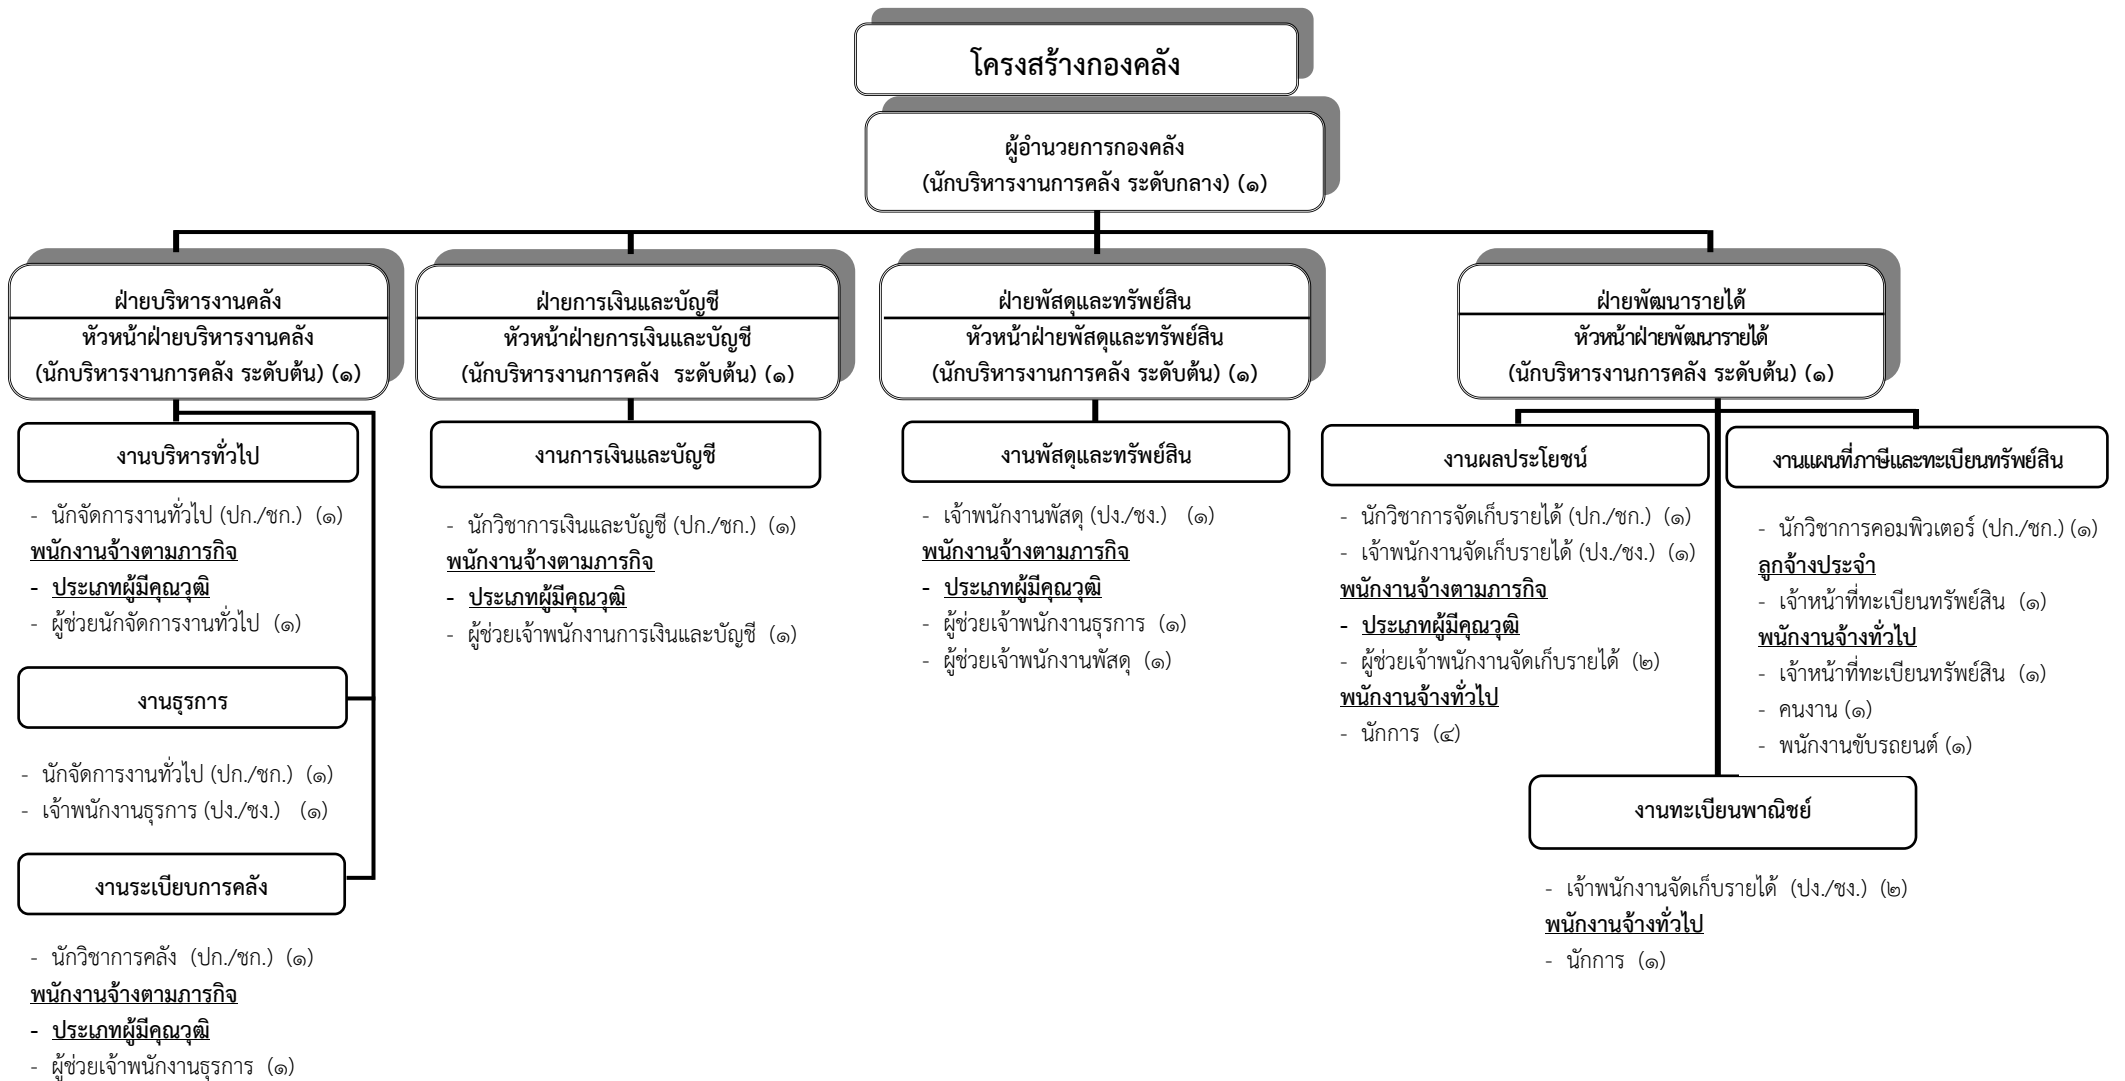 โครงสร้างกองคลัง
ผู้อำนวยการกองคลัง
(นักบริหารงานการคลัง ระดับกลาง) (๑)
ฝ่ายบริหารงานคลัง
หัวหน้าฝ่ายบริหารงานคลัง
(นักบริหารงานการคลัง ระดับต้น) (๑)
งานบริหารทั่วไป
- นักจัดการงานทั่วไป (ปก./ชก.) (๑)
พนักงานจ้างตามภารกิจ
- ประเภทผู้มีคุณวุฒิ
- ผู้ช่วยนักจัดการงานทั่วไป (๑)
งานธุรการ
- นักจัดการงานทั่วไป (ปก./ชก.) (๑)
- เจ้าพนักงานธุรการ (ปง./ชง.) (๑)
งานระเบียบการคลัง
- นักวิชาการคลัง (ปก./ชก.) (๑)
พนักงานจ้างตามภารกิจ
- ประเภทผู้มีคุณวุฒิ
- ผู้ช่วยเจ้าพนักงานธุรการ (๑)
ฝ่ายการเงินและบัญชี
หัวหน้าฝ่ายการเงินและบัญชี
(นักบริหารงานการคลัง ระดับต้น) (๑)
งานการเงินและบัญชี
- นักวิชาการเงินและบัญชี (ปก./ชก.) (๑)
พนักงานจ้างตามภารกิจ
- ประเภทผู้มีคุณวุฒิ
- ผู้ช่วยเจ้าพนักงานการเงินและบัญชี (๑)
ฝ่ายพัสดุและทรัพย์สิน
หัวหน้าฝ่ายพัสดุและทรัพย์สิน
(นักบริหารงานการคลัง ระดับต้น) (๑)
งานพัสดุและทรัพย์สิน
- เจ้าพนักงานพัสดุ (ปง./ชง.) (๑)
พนักงานจ้างตามภารกิจ
- ประเภทผู้มีคุณวุฒิ
- ผู้ช่วยเจ้าพนักงานธุรการ (๑)
- ผู้ช่วยเจ้าพนักงานพัสดุ (๑)
ฝ่ายพัฒนารายได้
หัวหน้าฝ่ายพัฒนารายได้
(นักบริหารงานการคลัง ระดับต้น) (๑)
งานผลประโยชน์
- นักวิชาการจัดเก็บรายได้ (ปก./ชก.) (๑)
- เจ้าพนักงานจัดเก็บรายได้ (ปง./ชง.) (๑)
พนักงานจ้างตามภารกิจ
- ประเภทผู้มีคุณวุฒิ
- ผู้ช่วยเจ้าพนักงานจัดเก็บรายได้ (๒)
พนักงานจ้างทั่วไป
- นักการ (๔)
งานแผนที่ภาษีและทะเบียนทรัพย์สิน
- นักวิชาการคอมพิวเตอร์ (ปก./ชก.) (๑)
ลูกจ้างประจำ
- เจ้าหน้าที่ทะเบียนทรัพย์สิน (๑)
พนักงานจ้างทั่วไป
- เจ้าหน้าที่ทะเบียนทรัพย์สิน (๑)
- คนงาน (๑)
- พนักงานขับรถยนต์ (๑)
งานทะเบียนพาณิชย์
- เจ้าพนักงานจัดเก็บรายได้ (ปง./ชง.) (๒)
พนักงานจ้างทั่วไป
- นักการ (๑)